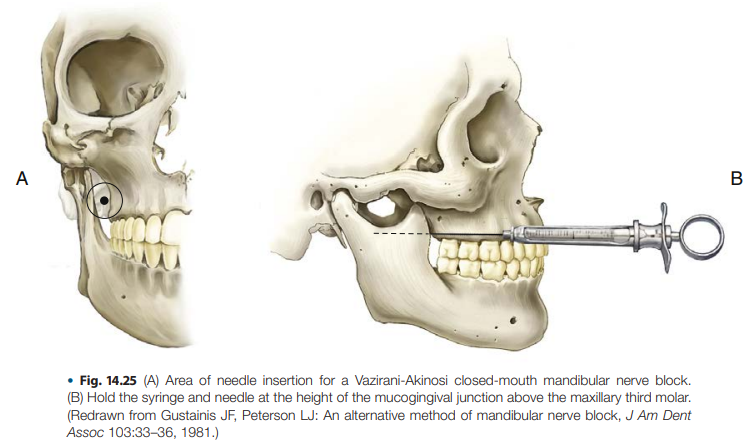 A
B
• Fig. 14.25 (A) Area of needle insertion for a Vazirani-Akinosi closed-mouth mandibular nerve block.
(B) Hold the syringe and needle at the height of the mucogingival junction above the maxillary third molar.
(Redrawn from Gustainis JF, Peterson LJ: An alternative method of mandibular nerve block, J Am Dent
Assoc 103:33–36, 1981.)